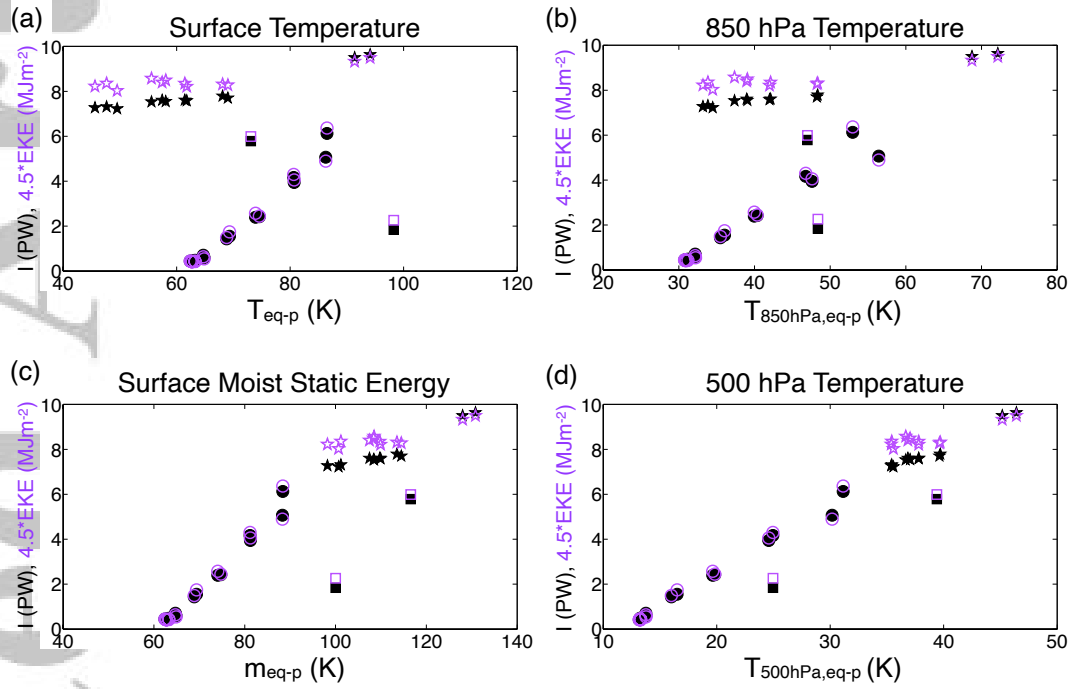 (a) Surface Temperature
I (PW), 4.5*EKE (MJm-2)
10
8
6
4
2
0
40 60 80 100 120
Teq-p (K)
(b) 850 hPa Temperature
I (PW), 4.5*EKE (MJm-2)
10
8
6
4
2
0
20 30 40 50 60 70 80
T850hPa,eq-p (K)
(c) Surface Moist Static Energy
I (PW), 4.5*EKE (MJm-2)
10
8
6
4
2
0
40 60 80 100 120 140
meq-p (K)
(d) 500 hPa Temperature
I (PW), 4.5*EKE (MJm-2)
10
8
6
4
2
0
10 20 30 40 50
T500hPa,eq-p (K)